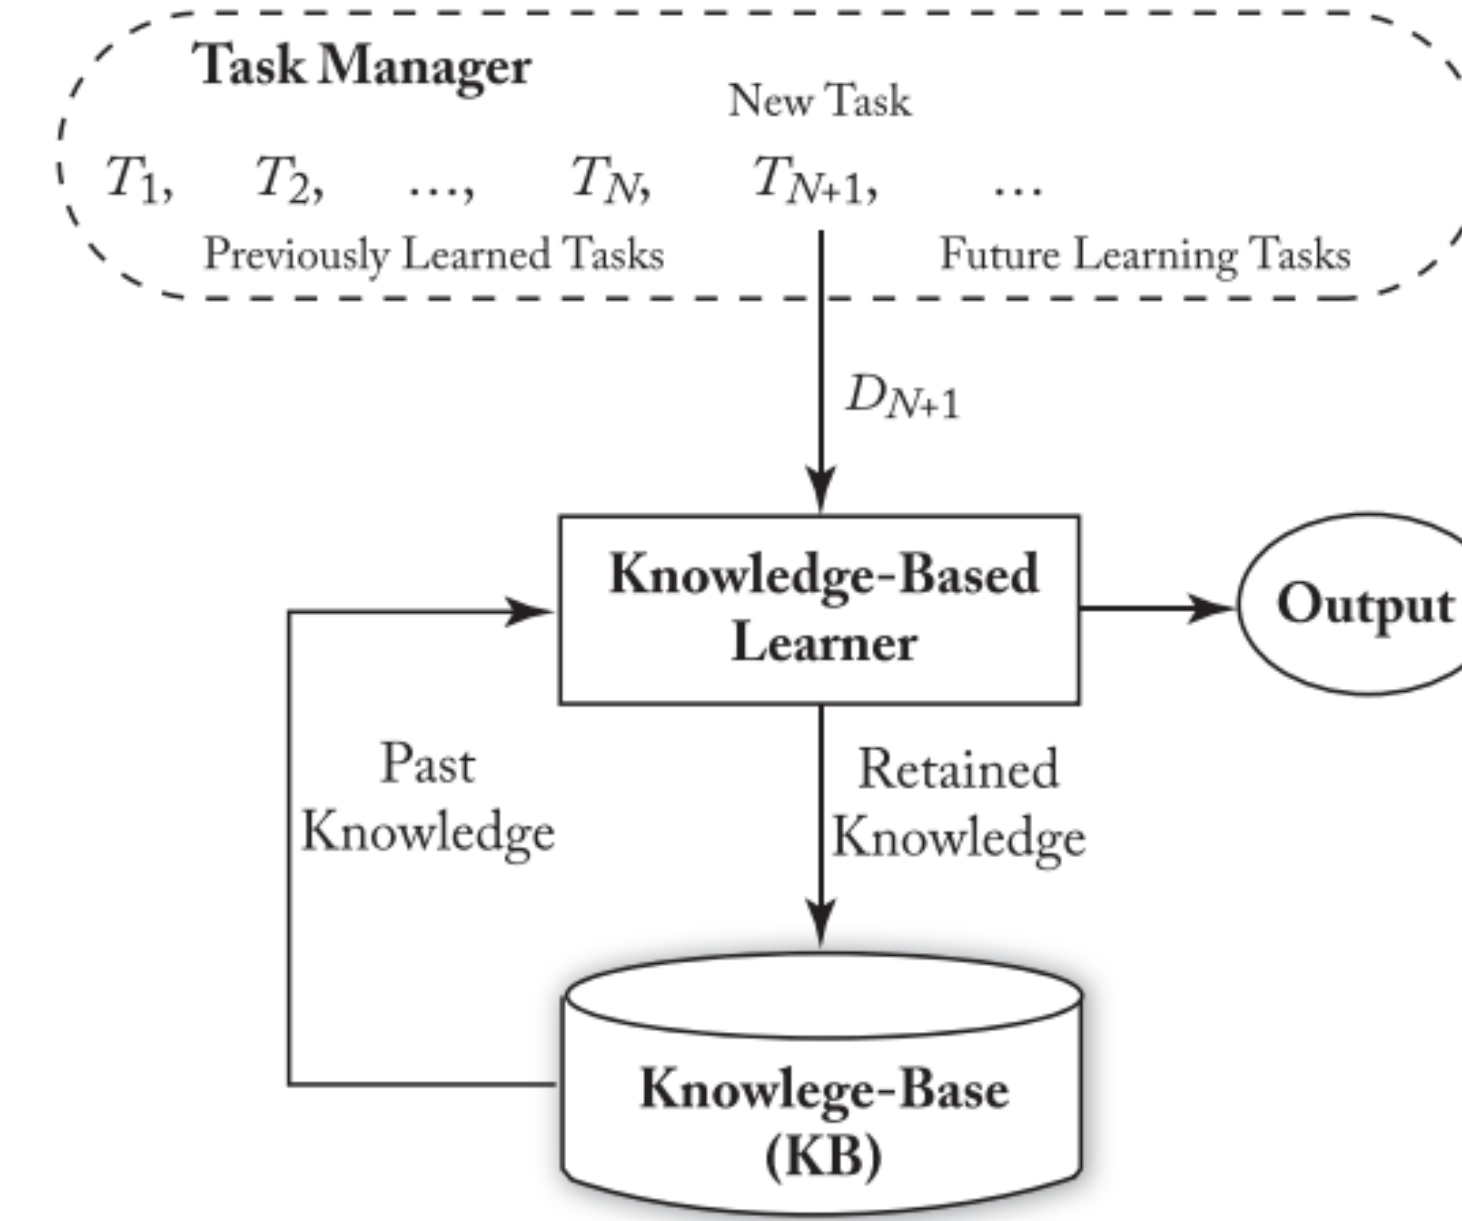 Task Manager
New Task
T1, T2, ..., TN, TN+1, ...
Previously Learned Tasks Future Learning Tasks
DN+1
Knowledge-Based
Learner
Output
Past
Knowledge
Retained
Knowledge
Knowlege-Base
(KB)